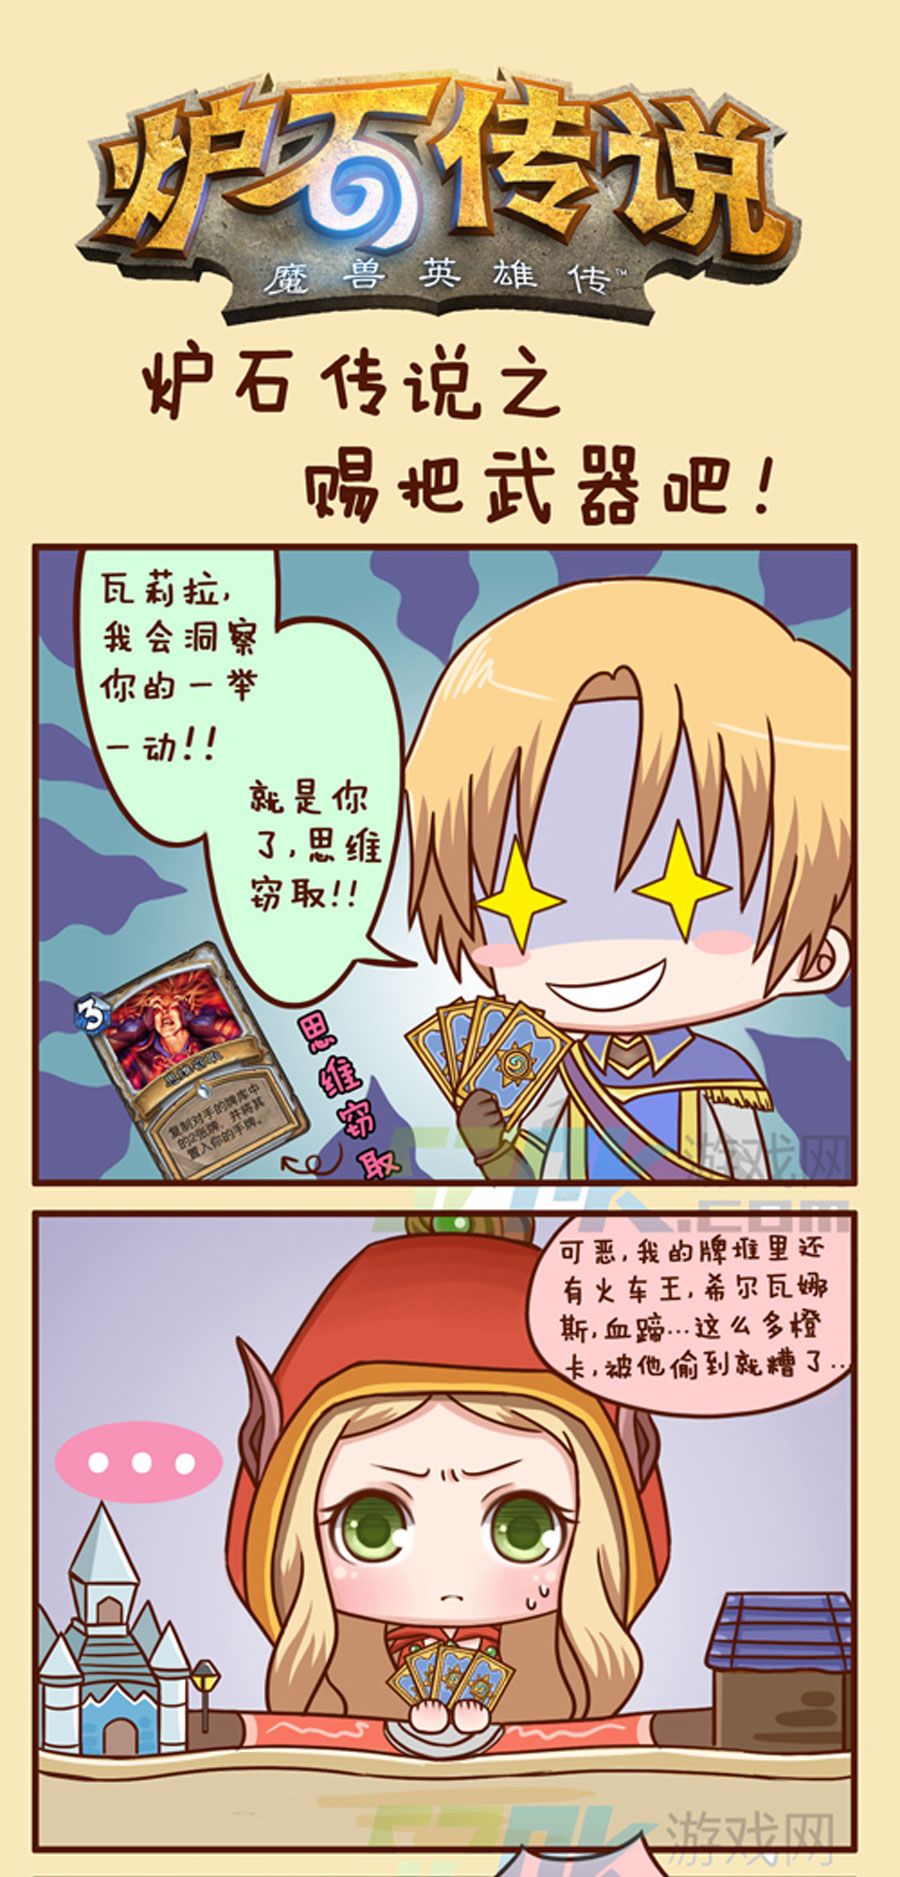 炉石传说
魔兽英雄传™
炉石传说之
赐把武器吧！
瓦莉拉，
我会洞察
你的一举
一动！！
就是你
了，思维
窃取！！
3
思维窃取
复制对手的牌库中
的2张牌，并将其
置入你的手牌。
思维窃取
游戏网
.com
可恶，我的牌堆里还
有火车王，希尔瓦娜
斯，血蹄…这么多橙
卡，被他偷到就糟了…
游戏网